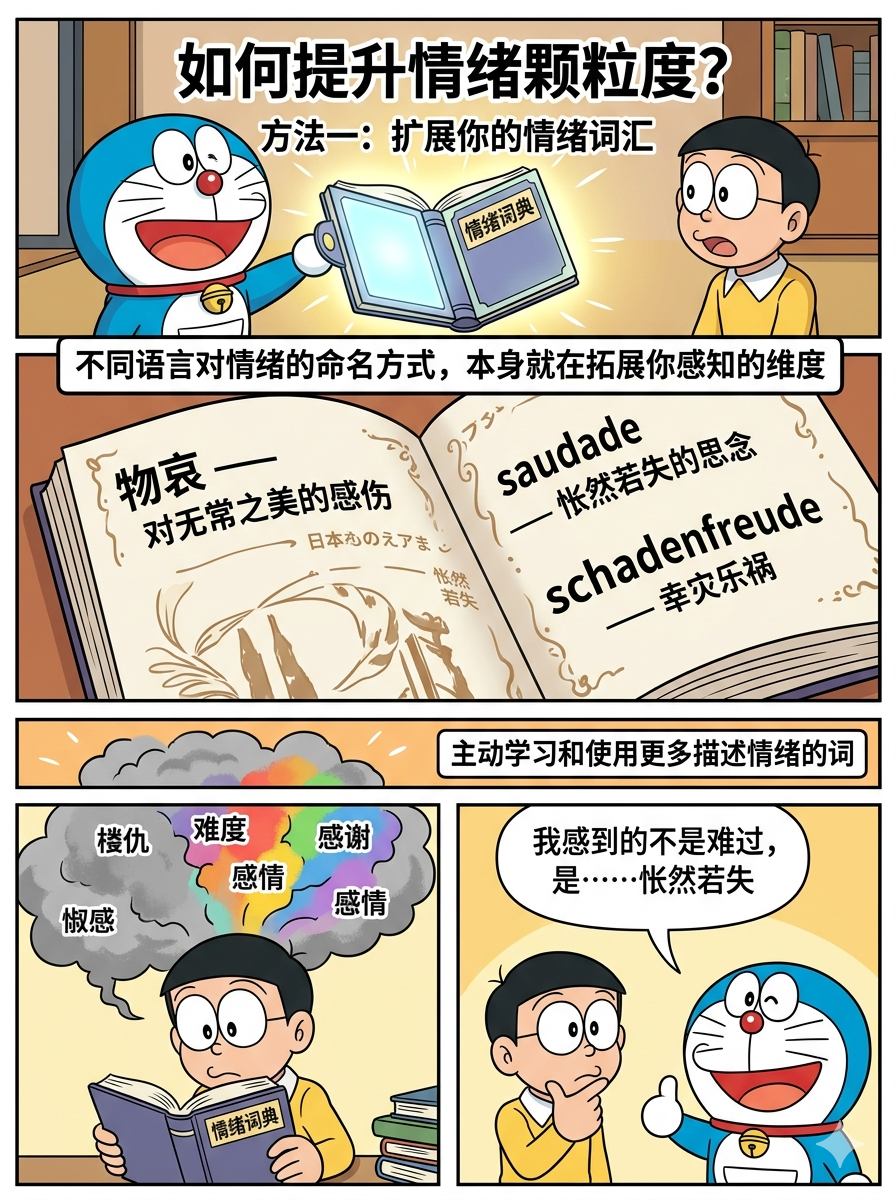 如何提升情绪颗粒度?
方法一：扩展你的情绪词汇
情绪词典
不同语言对情绪的命名方式，本身就在拓展你感知的维度
物哀 ——
对无常之美的感伤
怅然
若失
saudade
—— 怅然若失的思念
schadenfreude
—— 幸灾乐祸
主动学习和使用更多描述情绪的词
难度
感谢
感情
感情
情绪词典
我感到的不是难过，
是……怅然若失